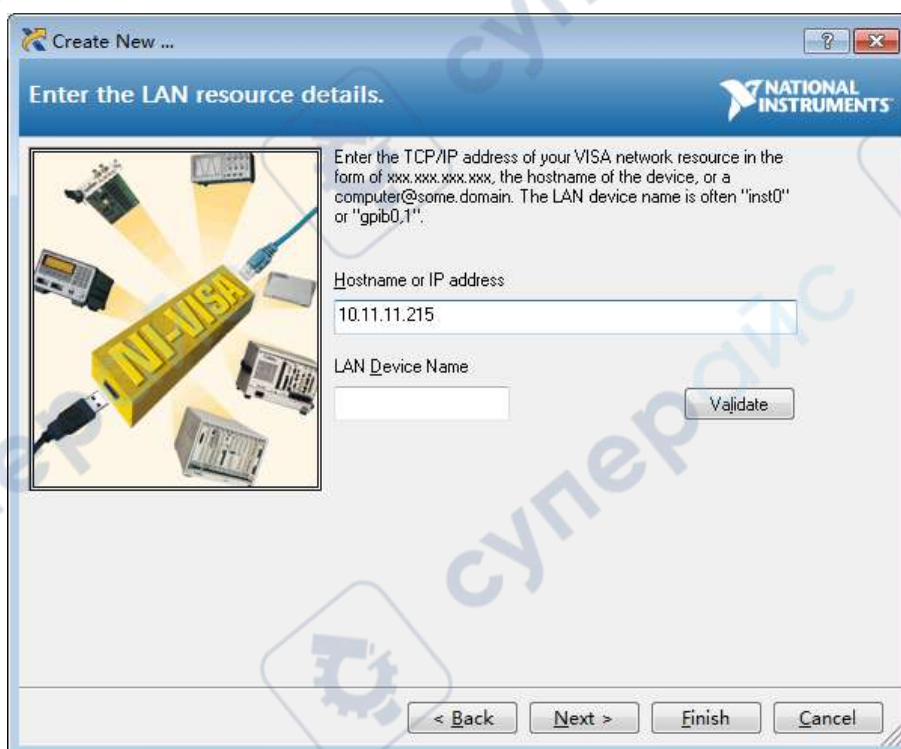 Create New ...
Enter the LAN resource details.
NATIONAL
INSTRUMENTS
Enter the TCP/IP address of your VISA network resource in the
form of xxx.xxx.xxx.xxx, the hostname of the device, or a
computer@some.domain. The LAN device name is often "inst0"
or "gpib0,1".
NI-VISA
Hostname or IP address
10.11.11.215
LAN Device Name
Validate
< Back
Next >
Finish
Cancel
суперайс